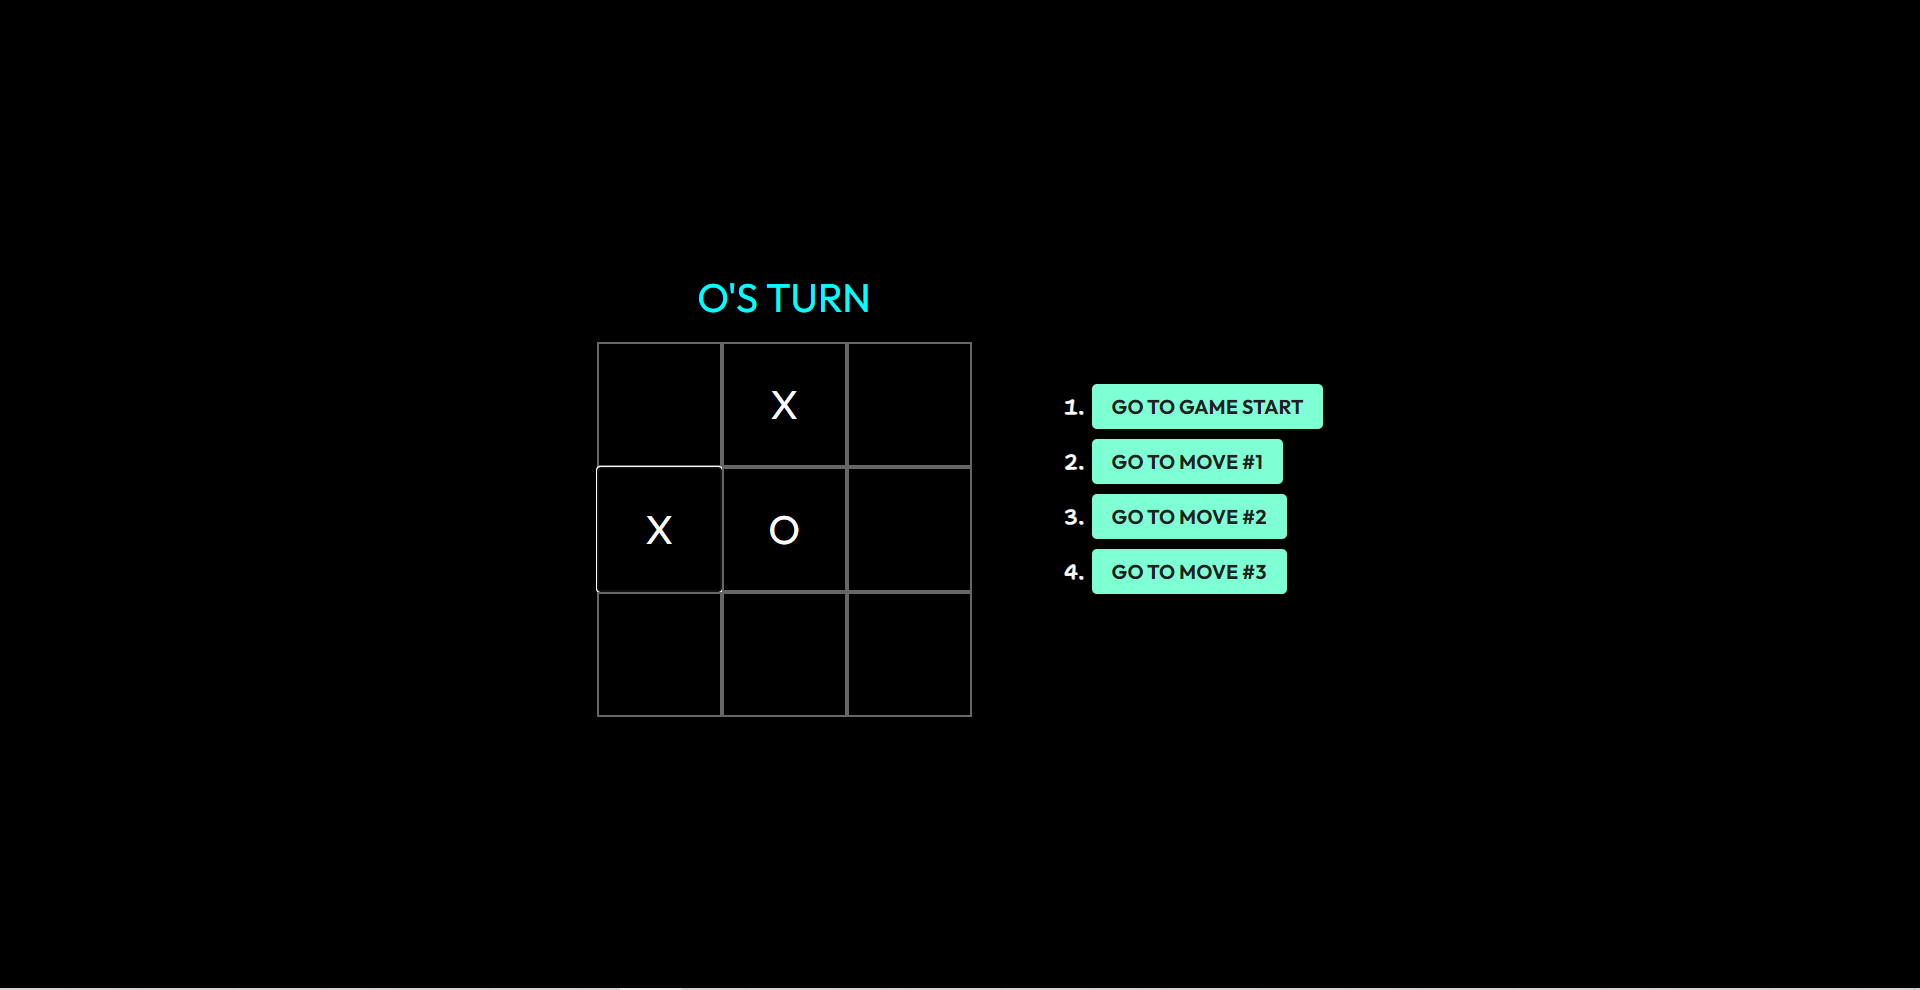 O'S TURN
X
X O
1. GO TO GAME START
2. GO TO MOVE #1
3. GO TO MOVE #2
4. GO TO MOVE #3